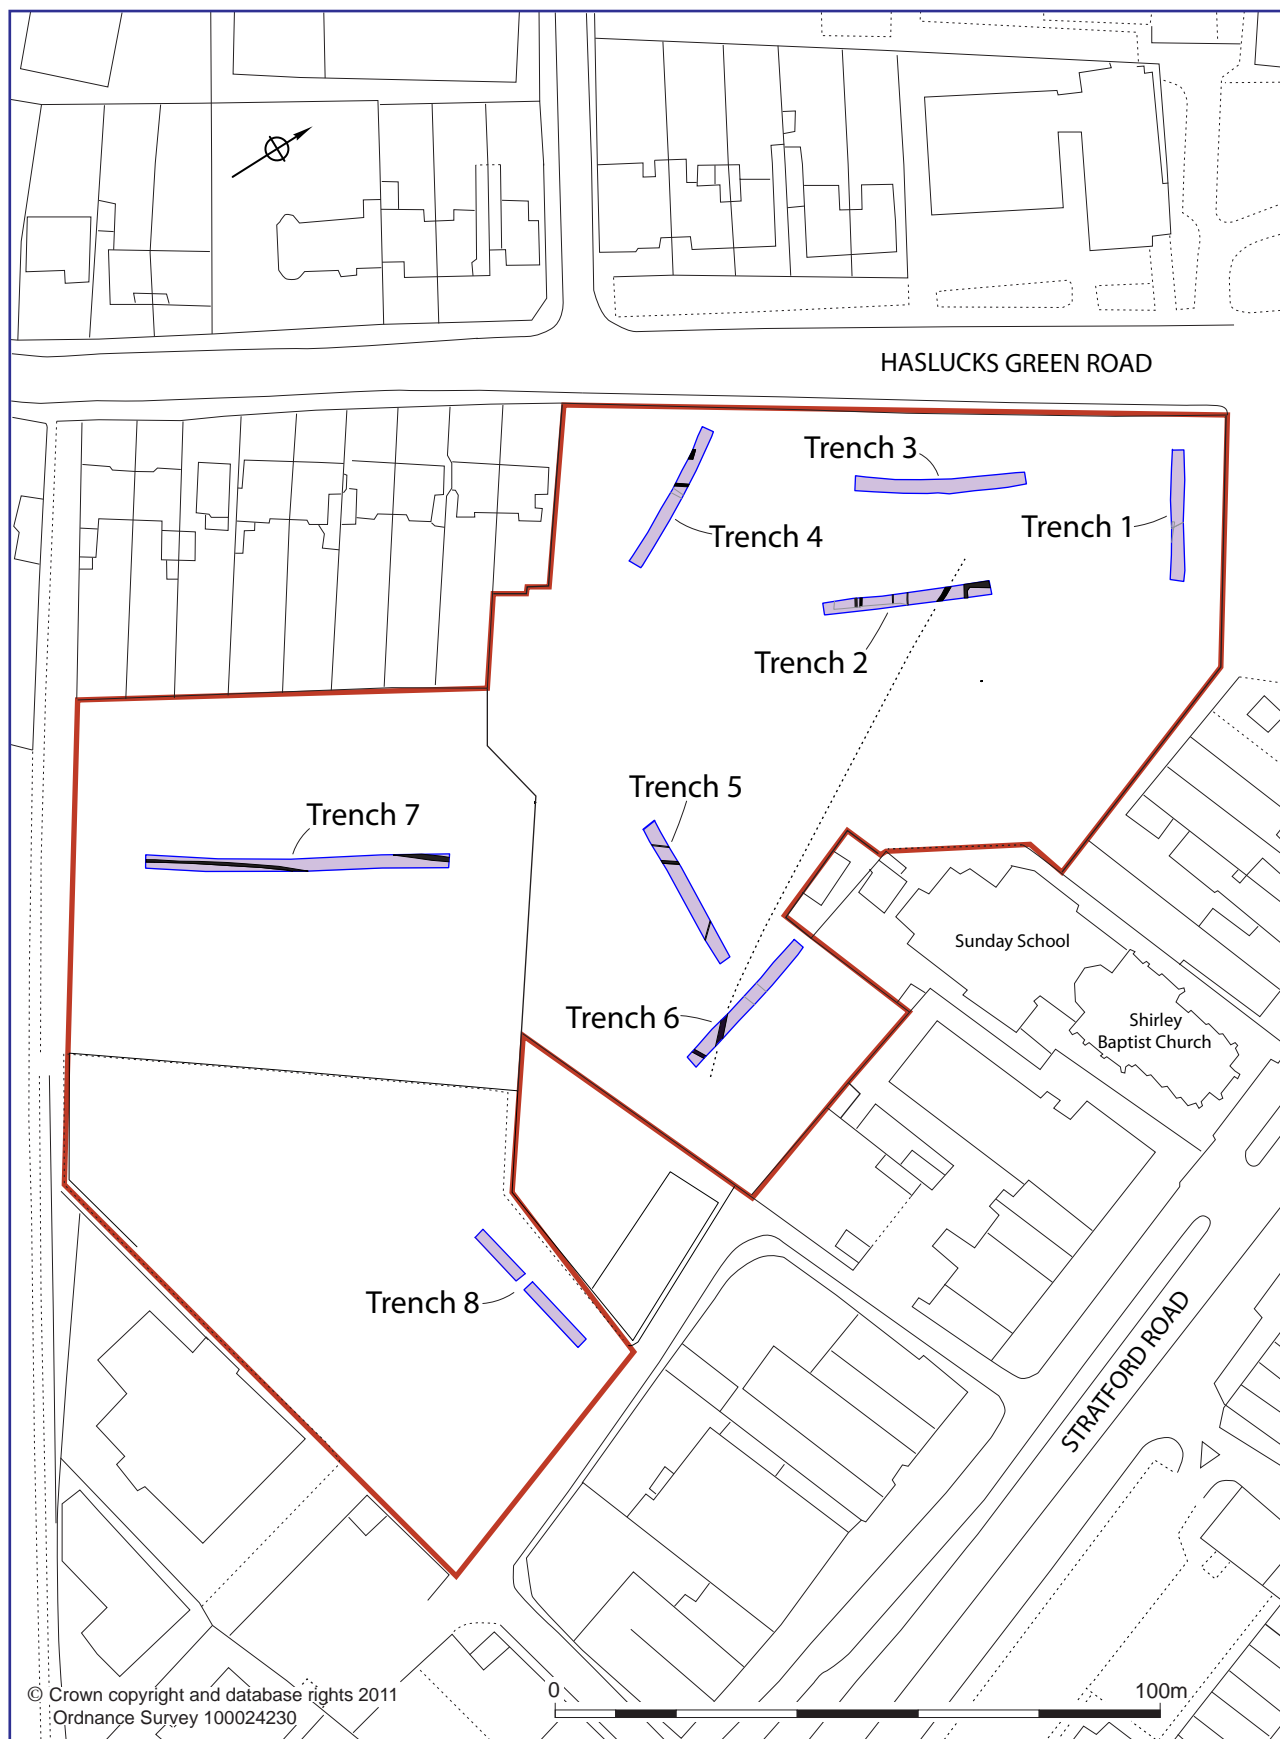 HASLUCKS GREEN ROAD
Trench 3
Trench 1
Trench 4
Trench 2
Trench 5
Trench 7
Sunday School
Trench 6
Shirley
Baptist Church
Trench 8
STRATFORD ROAD
© Crown copyright and database rights 2011
Ordnance Survey 100024230
0 100m